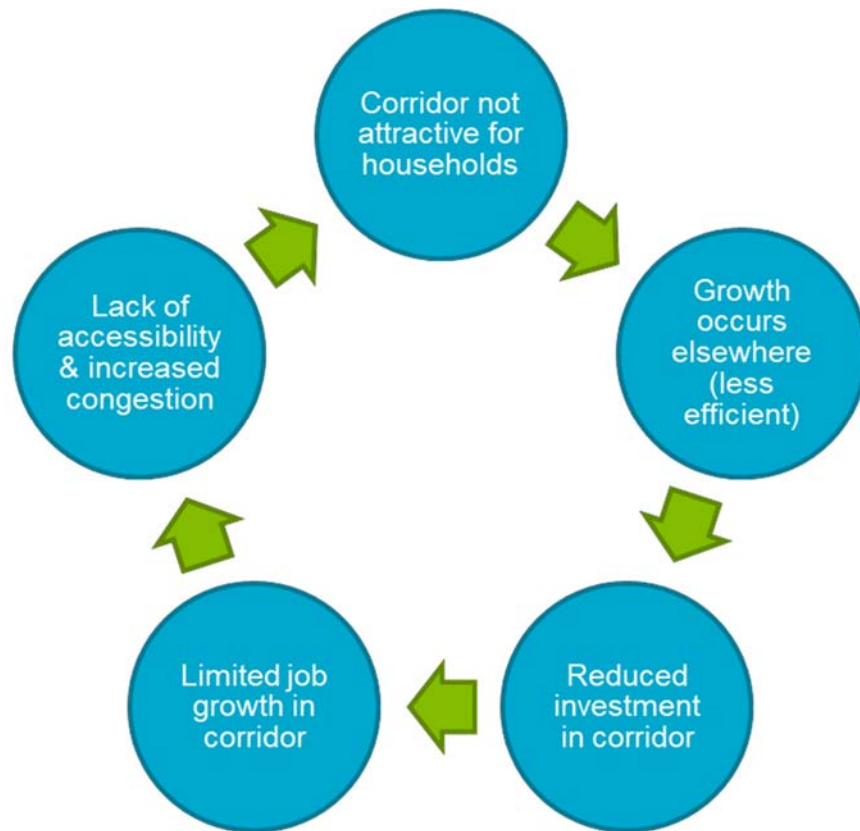 Corridor not
attractive for
households
Growth
occurs
elsewhere
(less
efficient)
Reduced
investment
in corridor
Limited job
growth in
corridor
Lack of
accessibility
& increased
congestion